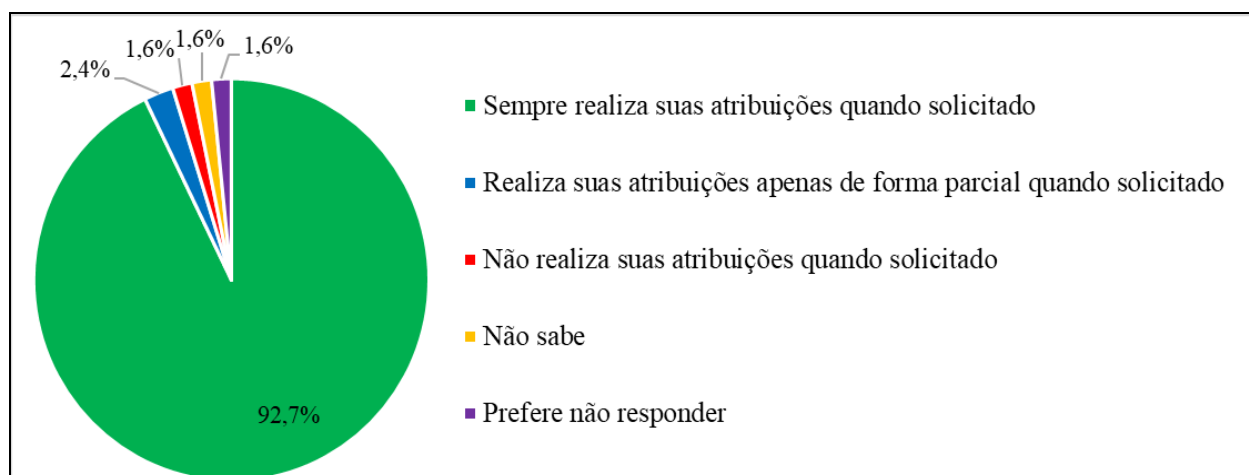 1,6%
1,6%
1,6%
2,4%
Sempre realiza suas atribuições quando solicitado
Realiza suas atribuições apenas de forma parcial quando solicitado
Não realiza suas atribuições quando solicitado
Não sabe
Prefere não responder
92,7%